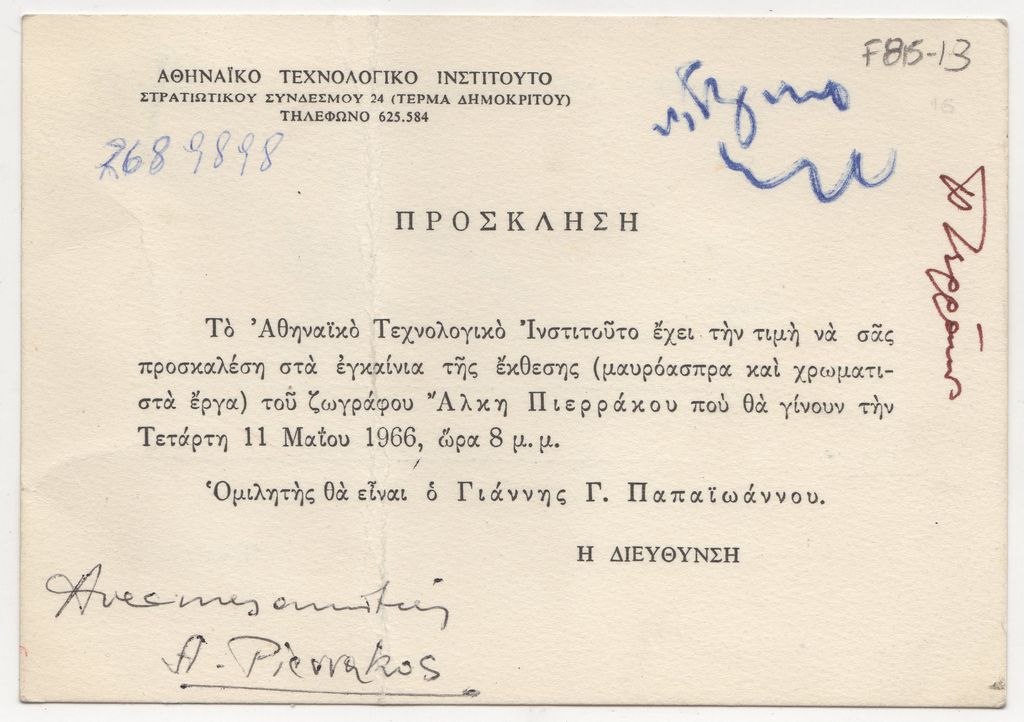 F815-13
ΑΘΗΝΑΪΚΟ ΤΕΧΝΟΛΟΓΙΚΟ ΙΝΣΤΙΤΟΥΤΟ
ΣΤΡΑΤΙΩΤΙΚΟΥ ΣΥΝΔΕΣΜΟΥ 24 (ΤΕΡΜΑ ΔΗΜΟΚΡΙΤΟΥ)
ΤΗΛΕΦΩΝΟ 625.584
2689898
ΠΡΟΣΚΛΗΣΗ
Τὸ Ἀθηναϊκὸ Τεχνολογικὸ Ἰνστιτοῦτο ἔχει τὴν τιμὴ νὰ σᾶς
προσκαλέση στὰ ἐγκαίνια τῆς ἔκθεσης (μαυρόασπρα καὶ χρωματι-
στὰ ἔργα) τοῦ ζωγράφου Ἄλκη Πιερράκου ποὺ θὰ γίνουν τὴν
Τετάρτη 11 Μαΐου 1966, ὥρα 8 μ. μ.
Ὁμιλητὴς θὰ εἶναι ὁ Γιάννης Γ. Παπαϊωάννου.
Η ΔΙΕΥΘΥΝΣΗ
Avec mes amitiés
A. Pierrakos